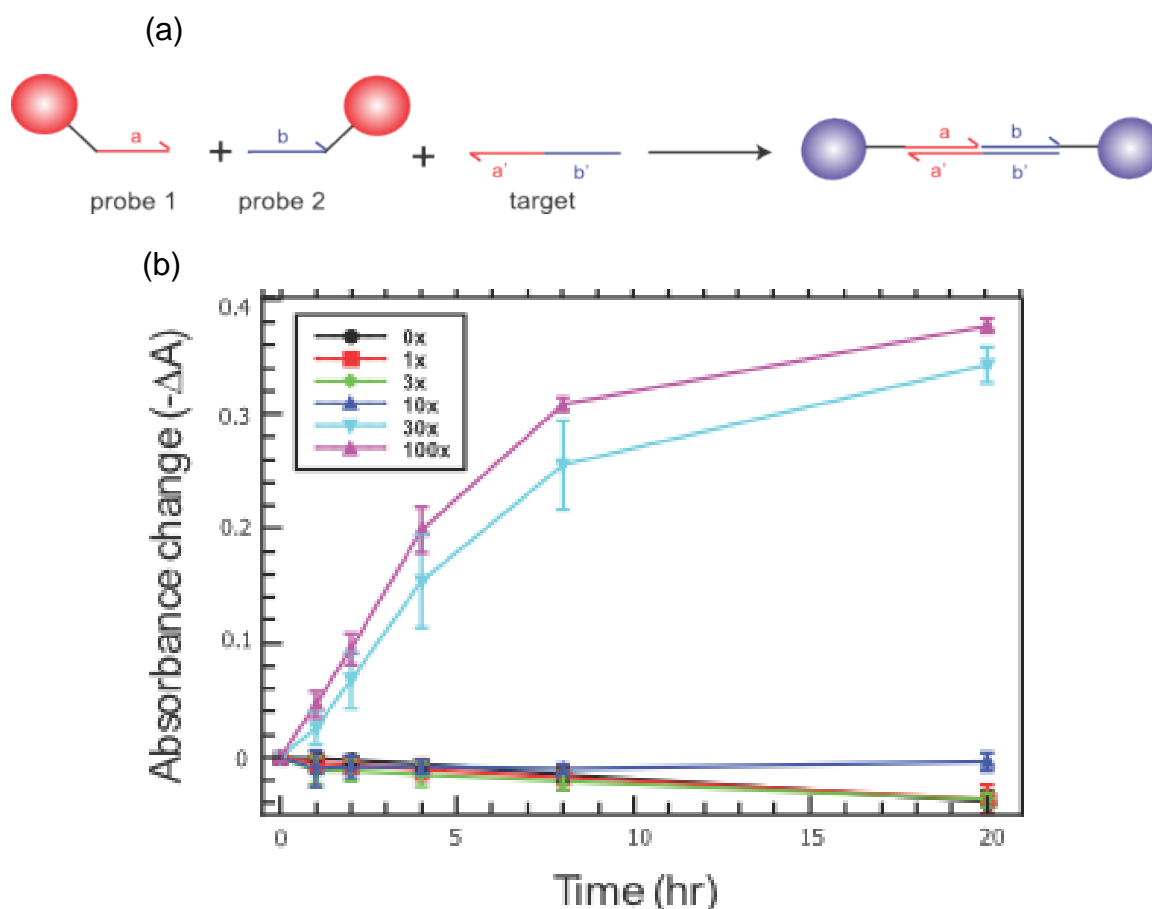 (a)
a
+
b
+
a'
b'
a
b
a'
b'
probe 1
probe 2
target
(b)
Absorbance change (-ΔA)
0.4
0.3
0.2
0.1
0
0x
1x
3x
10x
30x
100x
0 5 10 15 20
Time (hr)